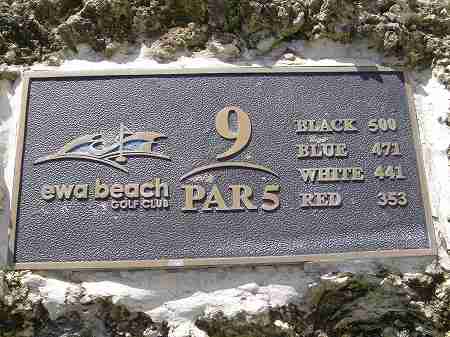 ewa beach
GOLF CLUB
9
PAR 5
BLACK 500
BLUE 471
WHITE 441
RED 353